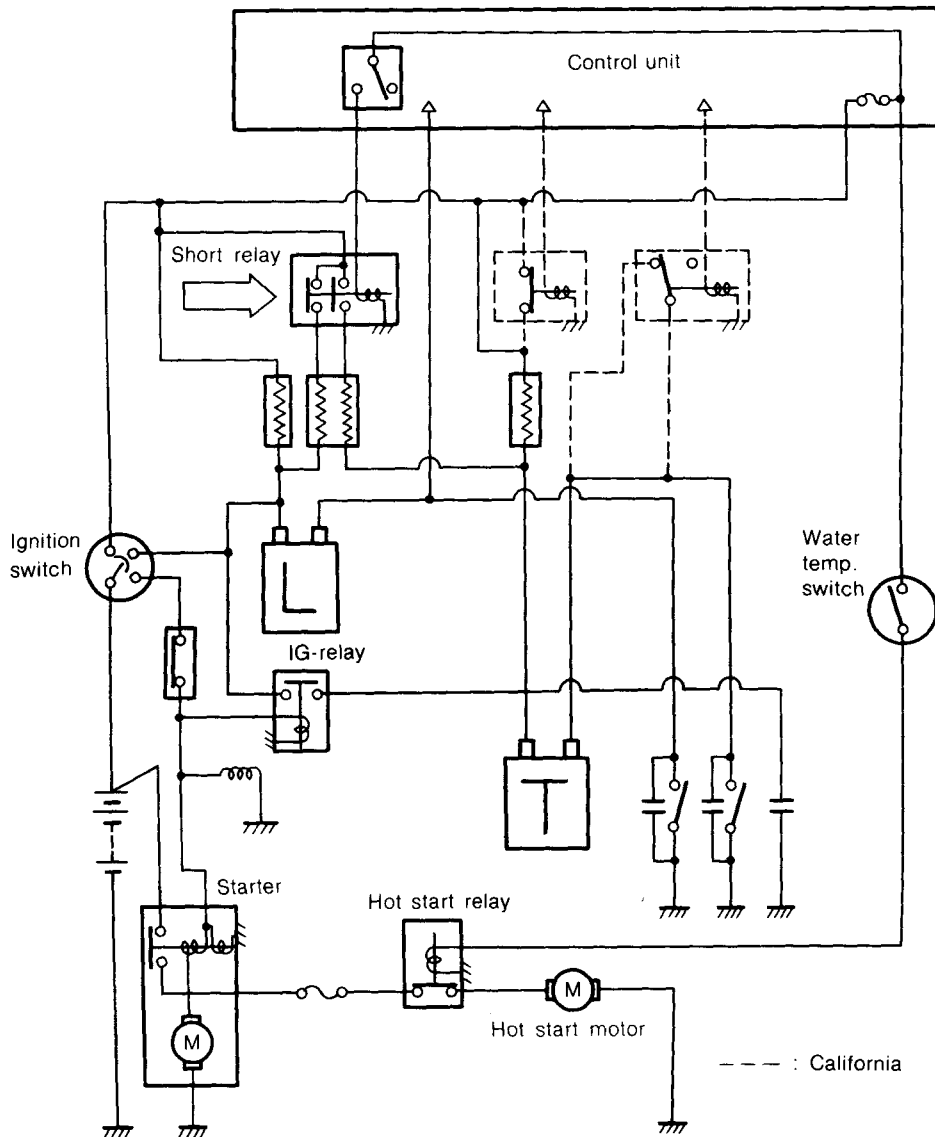 Control unit
Short relay
Ignition
switch
Water
temp.
switch
L
IG-relay
T
Starter
Hot start relay
M
Hot start motor
M
--- : California